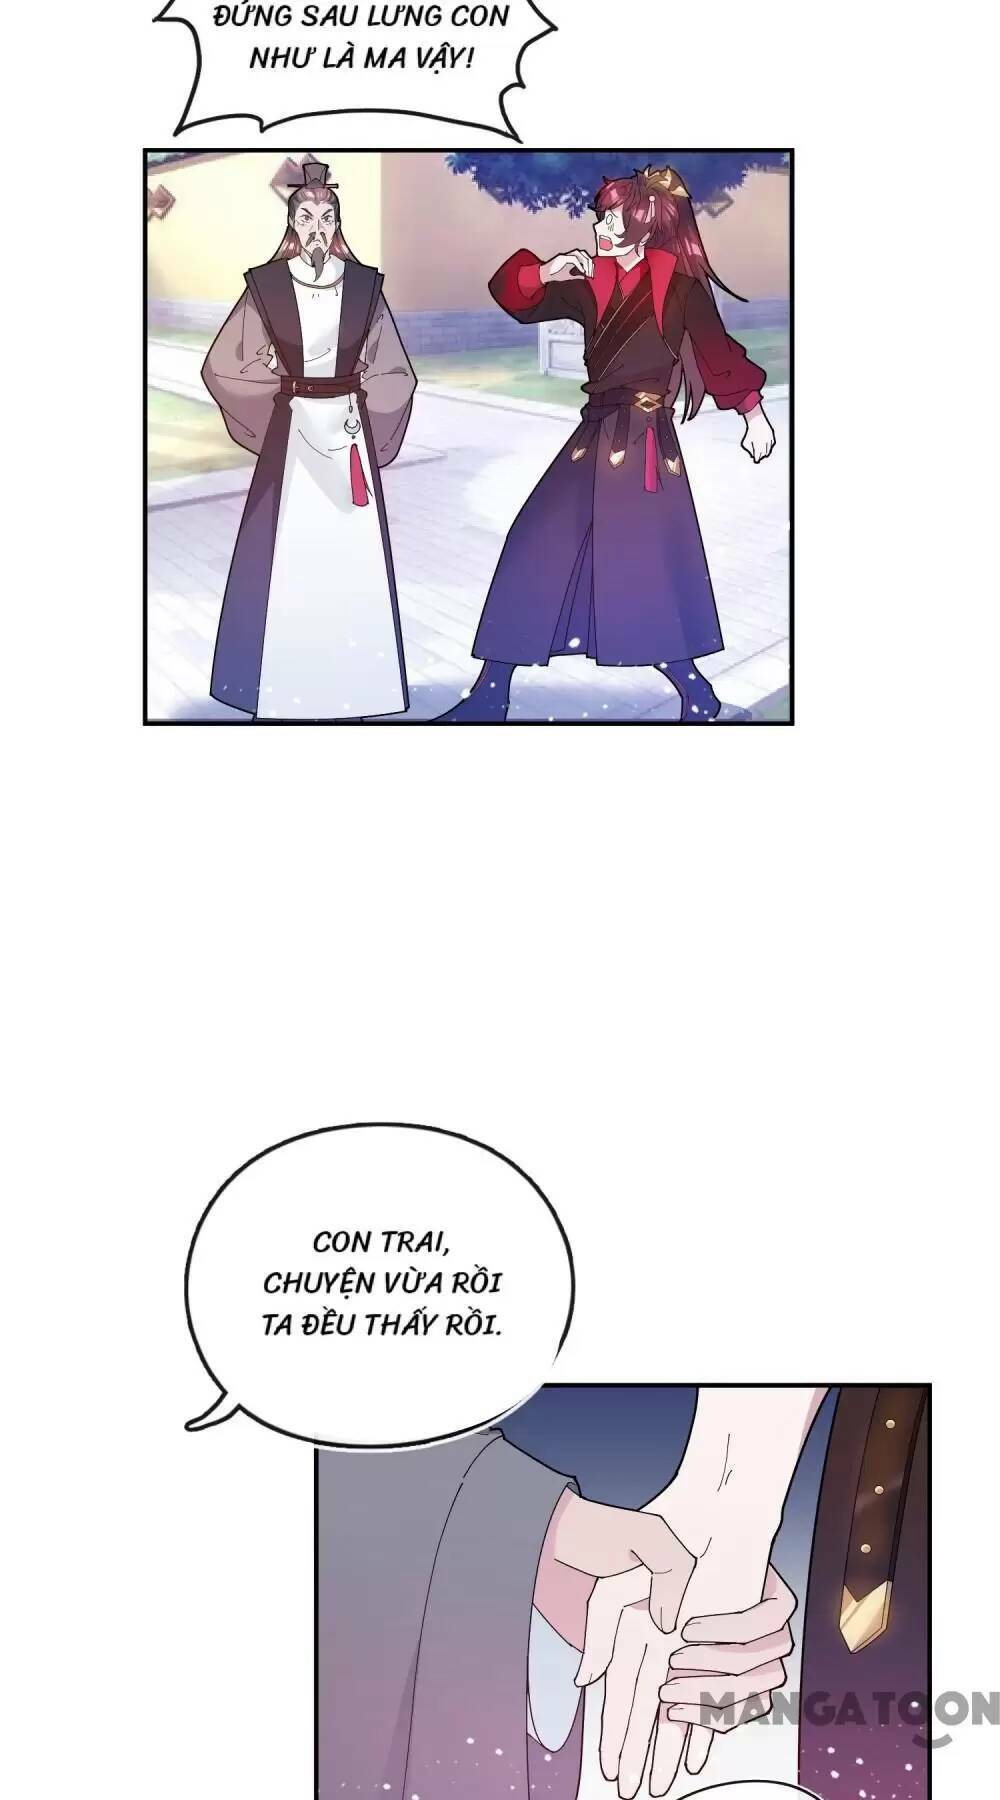 ĐỨNG SAU LƯNG CON
NHƯ LÀ MA VẬY!
CON TRAI,
CHUYỆN VỪA RỒI
TA ĐỀU THẤY RỒI.
MANGATOON